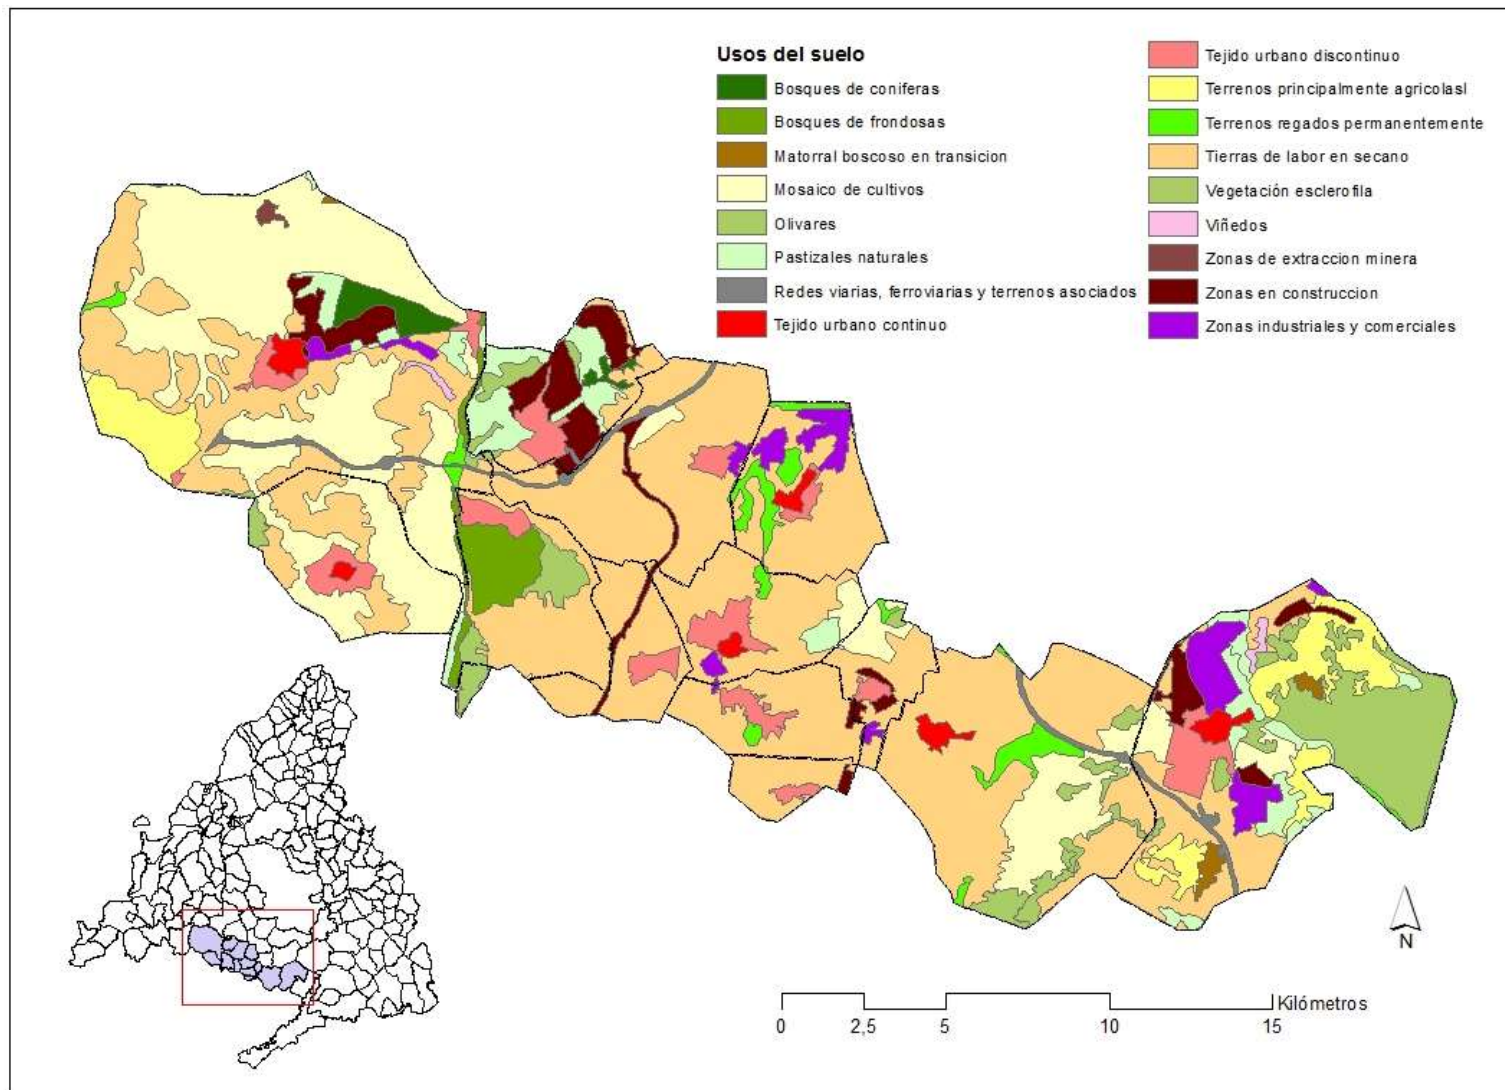 Usos del suelo
Bosques de coniferas
Bosques de frondosas
Matorral boscoso en transicion
Mosaico de cultivos
Olivares
Pastizales naturales
Redes viarias, ferroviarias y terrenos asociados
Tejido urbano continuo
Tejido urbano discontinuo
Terrenos principalmente agricolasl
Terrenos regados permanentemente
Tierras de labor en secano
Vegetación esclerofila
Viñedos
Zonas de extraccion minera
Zonas en construccion
Zonas industriales y comerciales
N
Kilómetros
0 2,5 5 10 15